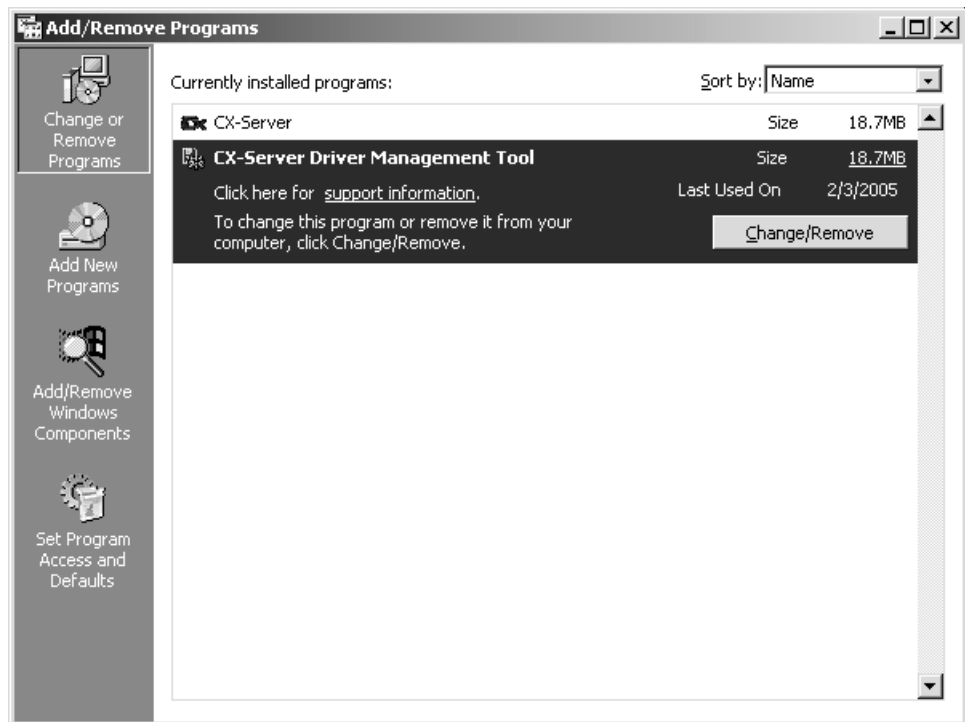 Add/Remove Programs
Change or
Remove
Programs
Add New
Programs
Add/Remove
Windows
Components
Set Program
Access and
Defaults
Currently installed programs:
Sort by: Name
CX-Server Size 18.7MB
CX-Server Driver Management Tool Size 18.7MB
Click here for support information. Last Used On 2/3/2005
To change this program or remove it from your
computer, click Change/Remove.
Change/Remove